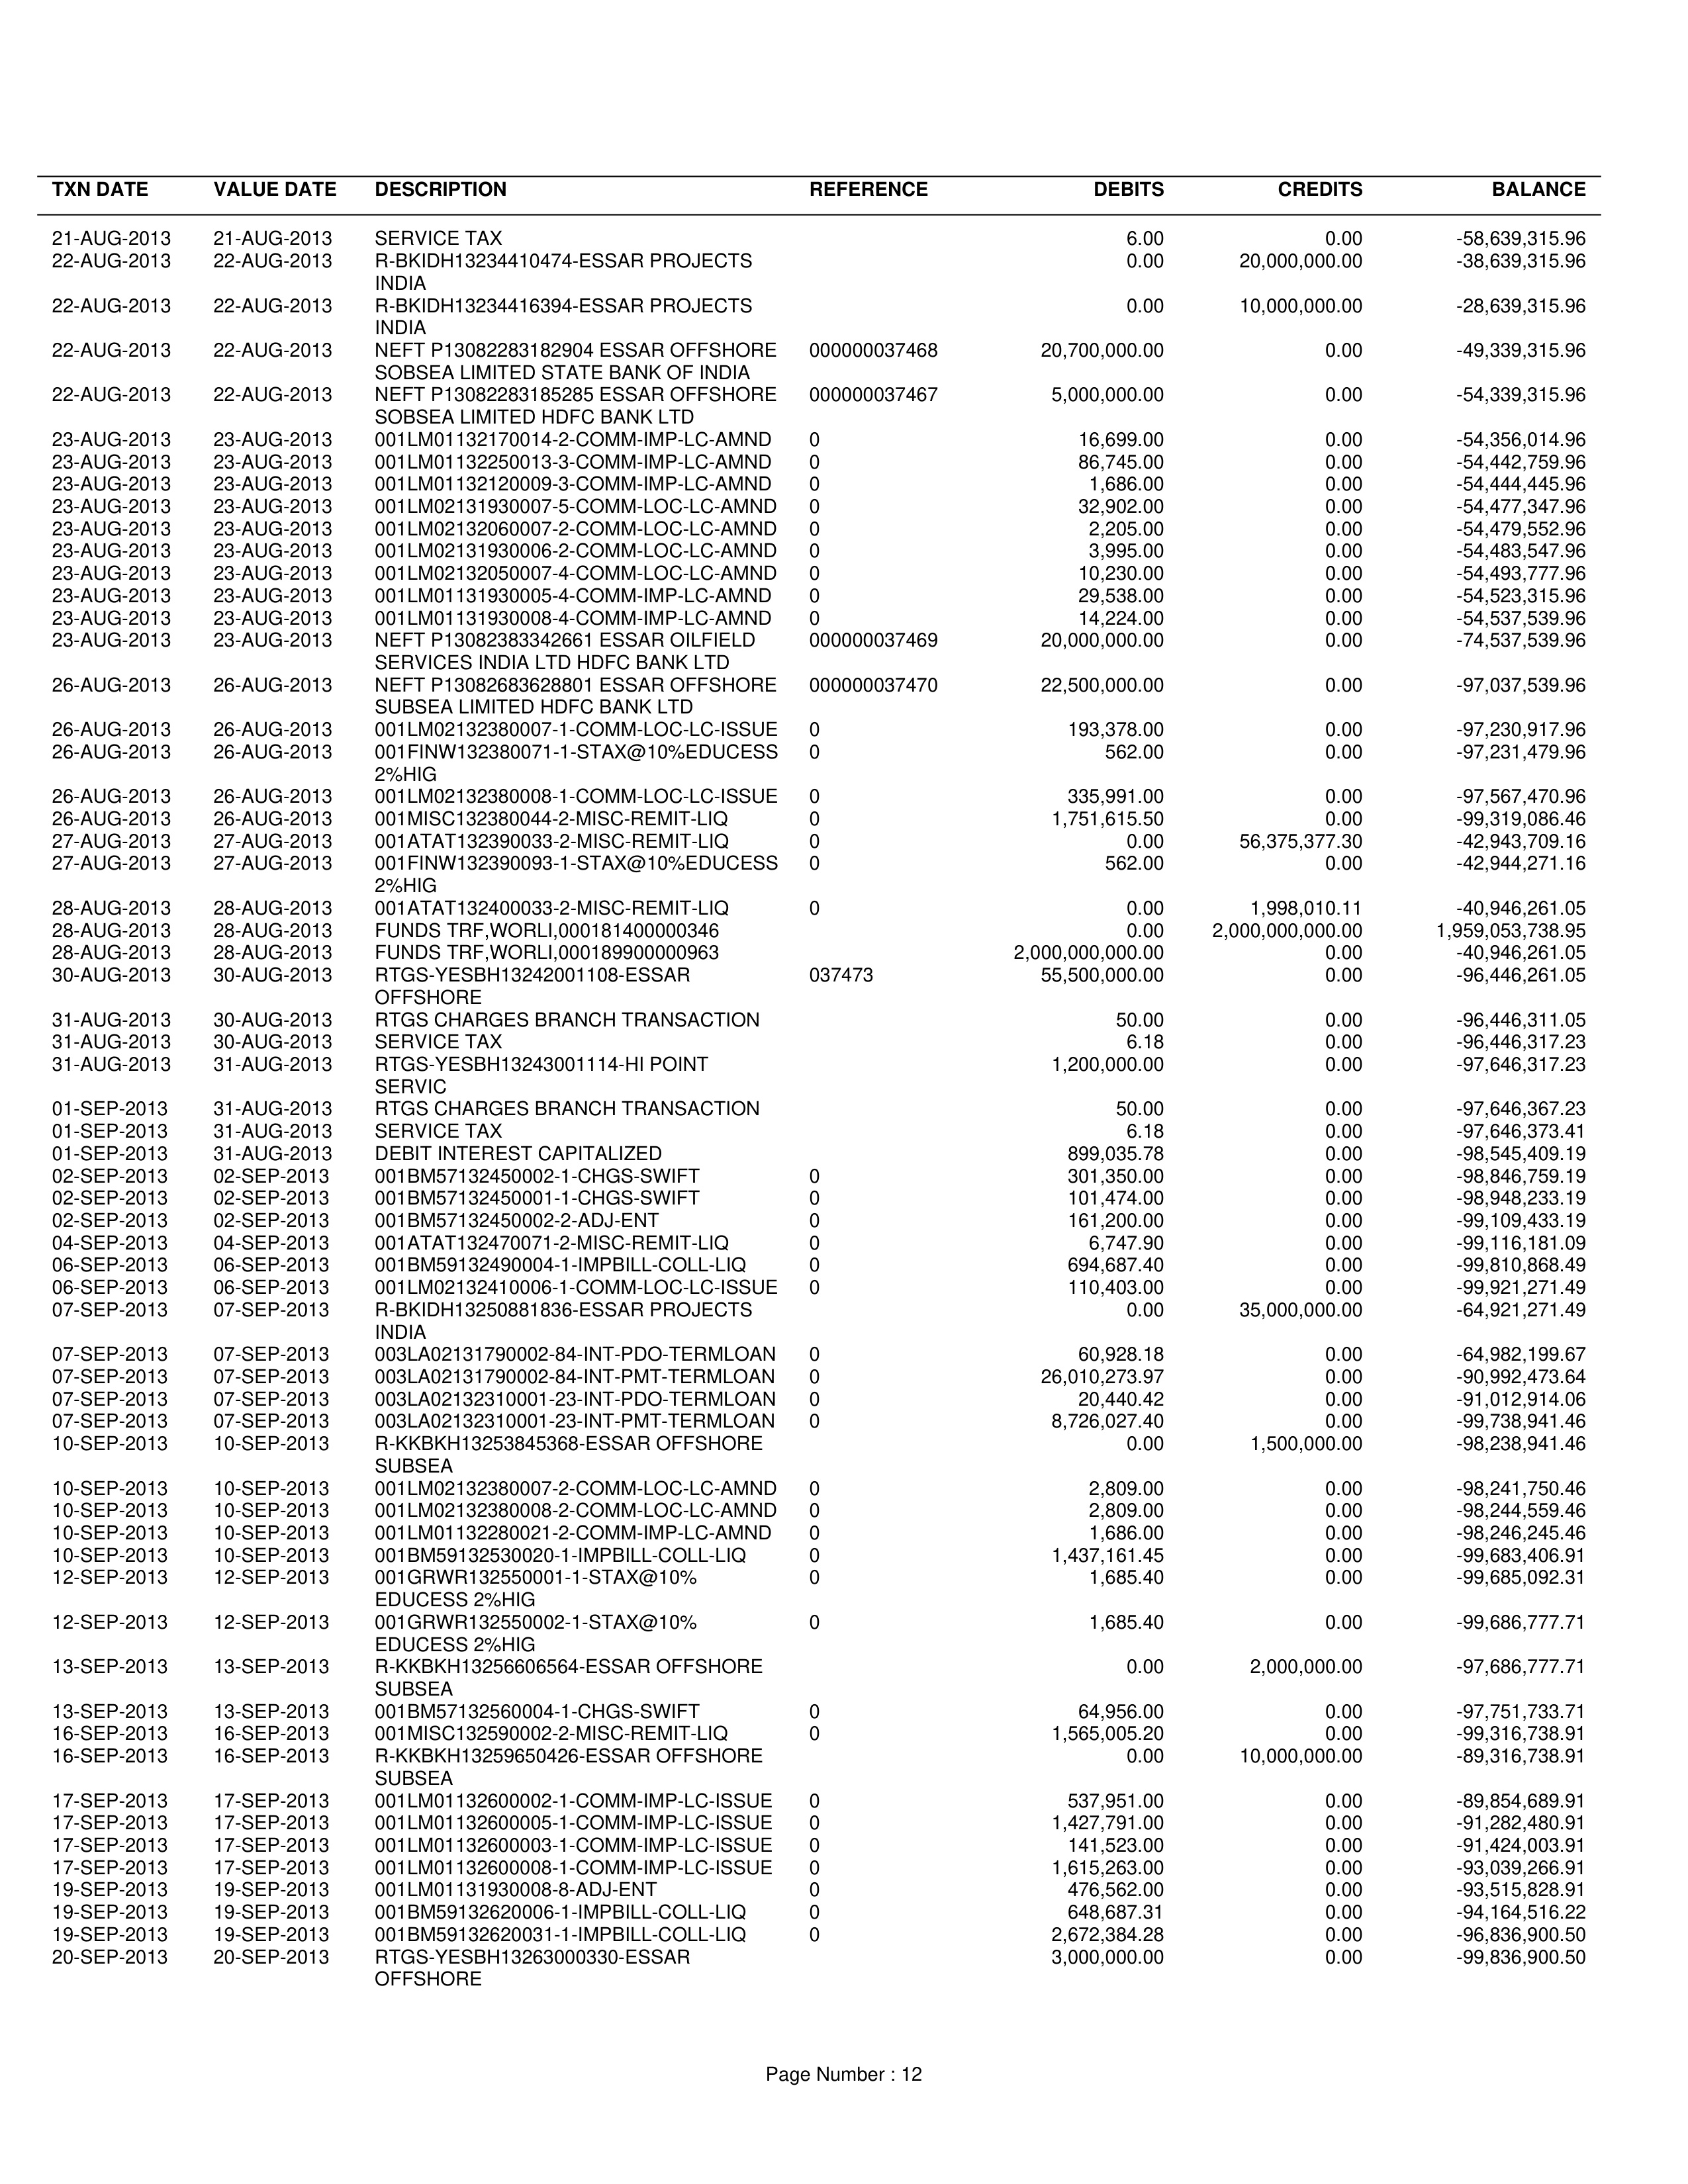 TXN DATE VALUE DATE DESCRIPTION REFERENCE DEBITS CREDITS BALANCE
21-AUG-2013 21-AUG-2013 SERVICE TAX 6.00 0.00 -58,639,315.96
22-AUG-2013 22-AUG-2013 R-BKIDH13234410474-ESSAR PROJECTS 0.00 20,000,000.00 -38,639,315.96
INDIA
22-AUG-2013 22-AUG-2013 R-BKIDH13234416394-ESSAR PROJECTS 0.00 10,000,000.00 -28,639,315.96
INDIA
22-AUG-2013 22-AUG-2013 NEFT P13082283182904 ESSAR OFFSHORE 000000037468 20,700,000.00 0.00 -49,339,315.96
SOBSEA LIMITED STATE BANK OF INDIA
22-AUG-2013 22-AUG-2013 NEFT P13082283185285 ESSAR OFFSHORE 000000037467 5,000,000.00 0.00 -54,339,315.96
SOBSEA LIMITED HDFC BANK LTD
23-AUG-2013 23-AUG-2013 001LM01132170014-2-COMM-IMP-LC-AMND 0 16,699.00 0.00 -54,356,014.96
23-AUG-2013 23-AUG-2013 001LM01132250013-3-COMM-IMP-LC-AMND 0 86,745.00 0.00 -54,442,759.96
23-AUG-2013 23-AUG-2013 001LM01132120009-3-COMM-IMP-LC-AMND 0 1,686.00 0.00 -54,444,445.96
23-AUG-2013 23-AUG-2013 001LM02131930007-5-COMM-LOC-LC-AMND 0 32,902.00 0.00 -54,477,347.96
23-AUG-2013 23-AUG-2013 001LM02132060007-2-COMM-LOC-LC-AMND 0 2,205.00 0.00 -54,479,552.96
23-AUG-2013 23-AUG-2013 001LM02131930006-2-COMM-LOC-LC-AMND 0 3,995.00 0.00 -54,483,547.96
23-AUG-2013 23-AUG-2013 001LM02132050007-4-COMM-LOC-LC-AMND 0 10,230.00 0.00 -54,493,777.96
23-AUG-2013 23-AUG-2013 001LM01131930005-4-COMM-IMP-LC-AMND 0 29,538.00 0.00 -54,523,315.96
23-AUG-2013 23-AUG-2013 001LM01131930008-4-COMM-IMP-LC-AMND 0 14,224.00 0.00 -54,537,539.96
23-AUG-2013 23-AUG-2013 NEFT P13082383342661 ESSAR OILFIELD 000000037469 20,000,000.00 0.00 -74,537,539.96
SERVICES INDIA LTD HDFC BANK LTD
26-AUG-2013 26-AUG-2013 NEFT P13082683628801 ESSAR OFFSHORE 000000037470 22,500,000.00 0.00 -97,037,539.96
SUBSEA LIMITED HDFC BANK LTD
26-AUG-2013 26-AUG-2013 001LM02132380007-1-COMM-LOC-LC-ISSUE 0 193,378.00 0.00 -97,230,917.96
26-AUG-2013 26-AUG-2013 001FINW132380071-1-STAX@10%EDUCESS 0 562.00 0.00 -97,231,479.96
2%HIG
26-AUG-2013 26-AUG-2013 001LM02132380008-1-COMM-LOC-LC-ISSUE 0 335,991.00 0.00 -97,567,470.96
26-AUG-2013 26-AUG-2013 001MISC132380044-2-MISC-REMIT-LIQ 0 1,751,615.50 0.00 -99,319,086.46
27-AUG-2013 27-AUG-2013 001ATAT132390033-2-MISC-REMIT-LIQ 0 0.00 56,375,377.30 -42,943,709.16
27-AUG-2013 27-AUG-2013 001FINW132390093-1-STAX@10%EDUCESS 0 562.00 0.00 -42,944,271.16
2%HIG
28-AUG-2013 28-AUG-2013 001ATAT132400033-2-MISC-REMIT-LIQ 0 0.00 1,998,010.11 -40,946,261.05
28-AUG-2013 28-AUG-2013 FUNDS TRF,WORLI,000181400000346 0.00 2,000,000,000.00 1,959,053,738.95
28-AUG-2013 28-AUG-2013 FUNDS TRF,WORLI,000189900000963 2,000,000,000.00 0.00 -40,946,261.05
30-AUG-2013 30-AUG-2013 RTGS-YESBH13242001108-ESSAR 037473 55,500,000.00 0.00 -96,446,261.05
OFFSHORE
31-AUG-2013 30-AUG-2013 RTGS CHARGES BRANCH TRANSACTION 50.00 0.00 -96,446,311.05
31-AUG-2013 30-AUG-2013 SERVICE TAX 6.18 0.00 -96,446,317.23
31-AUG-2013 31-AUG-2013 RTGS-YESBH13243001114-HI POINT 1,200,000.00 0.00 -97,646,317.23
SERVIC
01-SEP-2013 31-AUG-2013 RTGS CHARGES BRANCH TRANSACTION 50.00 0.00 -97,646,367.23
01-SEP-2013 31-AUG-2013 SERVICE TAX 6.18 0.00 -97,646,373.41
01-SEP-2013 31-AUG-2013 DEBIT INTEREST CAPITALIZED 899,035.78 0.00 -98,545,409.19
02-SEP-2013 02-SEP-2013 001BM57132450002-1-CHGS-SWIFT 0 301,350.00 0.00 -98,846,759.19
02-SEP-2013 02-SEP-2013 001BM57132450001-1-CHGS-SWIFT 0 101,474.00 0.00 -98,948,233.19
02-SEP-2013 02-SEP-2013 001BM57132450002-2-ADJ-ENT 0 161,200.00 0.00 -99,109,433.19
04-SEP-2013 04-SEP-2013 001ATAT132470071-2-MISC-REMIT-LIQ 0 6,747.90 0.00 -99,116,181.09
06-SEP-2013 06-SEP-2013 001BM59132490004-1-IMPBILL-COLL-LIQ 0 694,687.40 0.00 -99,810,868.49
06-SEP-2013 06-SEP-2013 001LM02132410006-1-COMM-LOC-LC-ISSUE 0 110,403.00 0.00 -99,921,271.49
07-SEP-2013 07-SEP-2013 R-BKIDH13250881836-ESSAR PROJECTS 0.00 35,000,000.00 -64,921,271.49
INDIA
07-SEP-2013 07-SEP-2013 003LA02131790002-84-INT-PDO-TERMLOAN 0 60,928.18 0.00 -64,982,199.67
07-SEP-2013 07-SEP-2013 003LA02131790002-84-INT-PMT-TERMLOAN 0 26,010,273.97 0.00 -90,992,473.64
07-SEP-2013 07-SEP-2013 003LA02132310001-23-INT-PDO-TERMLOAN 0 20,440.42 0.00 -91,012,914.06
07-SEP-2013 07-SEP-2013 003LA02132310001-23-INT-PMT-TERMLOAN 0 8,726,027.40 0.00 -99,738,941.46
10-SEP-2013 10-SEP-2013 R-KKBKH13253845368-ESSAR OFFSHORE 0.00 1,500,000.00 -98,238,941.46
SUBSEA
10-SEP-2013 10-SEP-2013 001LM02132380007-2-COMM-LOC-LC-AMND 0 2,809.00 0.00 -98,241,750.46
10-SEP-2013 10-SEP-2013 001LM02132380008-2-COMM-LOC-LC-AMND 0 2,809.00 0.00 -98,244,559.46
10-SEP-2013 10-SEP-2013 001LM01132280021-2-COMM-IMP-LC-AMND 0 1,686.00 0.00 -98,246,245.46
10-SEP-2013 10-SEP-2013 001BM59132530020-1-IMPBILL-COLL-LIQ 0 1,437,161.45 0.00 -99,683,406.91
12-SEP-2013 12-SEP-2013 001GRWR132550001-1-STAX@10% 0 1,685.40 0.00 -99,685,092.31
EDUCESS 2%HIG
12-SEP-2013 12-SEP-2013 001GRWR132550002-1-STAX@10% 0 1,685.40 0.00 -99,686,777.71
EDUCESS 2%HIG
13-SEP-2013 13-SEP-2013 R-KKBKH13256606564-ESSAR OFFSHORE 0.00 2,000,000.00 -97,686,777.71
SUBSEA
13-SEP-2013 13-SEP-2013 001BM57132560004-1-CHGS-SWIFT 0 64,956.00 0.00 -97,751,733.71
16-SEP-2013 16-SEP-2013 001MISC132590002-2-MISC-REMIT-LIQ 0 1,565,005.20 0.00 -99,316,738.91
16-SEP-2013 16-SEP-2013 R-KKBKH13259650426-ESSAR OFFSHORE 0.00 10,000,000.00 -89,316,738.91
SUBSEA
17-SEP-2013 17-SEP-2013 001LM01132600002-1-COMM-IMP-LC-ISSUE 0 537,951.00 0.00 -89,854,689.91
17-SEP-2013 17-SEP-2013 001LM01132600005-1-COMM-IMP-LC-ISSUE 0 1,427,791.00 0.00 -91,282,480.91
17-SEP-2013 17-SEP-2013 001LM01132600003-1-COMM-IMP-LC-ISSUE 0 141,523.00 0.00 -91,424,003.91
17-SEP-2013 17-SEP-2013 001LM01132600008-1-COMM-IMP-LC-ISSUE 0 1,615,263.00 0.00 -93,039,266.91
19-SEP-2013 19-SEP-2013 001LM01131930008-8-ADJ-ENT 0 476,562.00 0.00 -93,515,828.91
19-SEP-2013 19-SEP-2013 001BM59132620006-1-IMPBILL-COLL-LIQ 0 648,687.31 0.00 -94,164,516.22
19-SEP-2013 19-SEP-2013 001BM59132620031-1-IMPBILL-COLL-LIQ 0 2,672,384.28 0.00 -96,836,900.50
20-SEP-2013 20-SEP-2013 RTGS-YESBH13263000330-ESSAR 3,000,000.00 0.00 -99,836,900.50
OFFSHORE
Page Number : 12